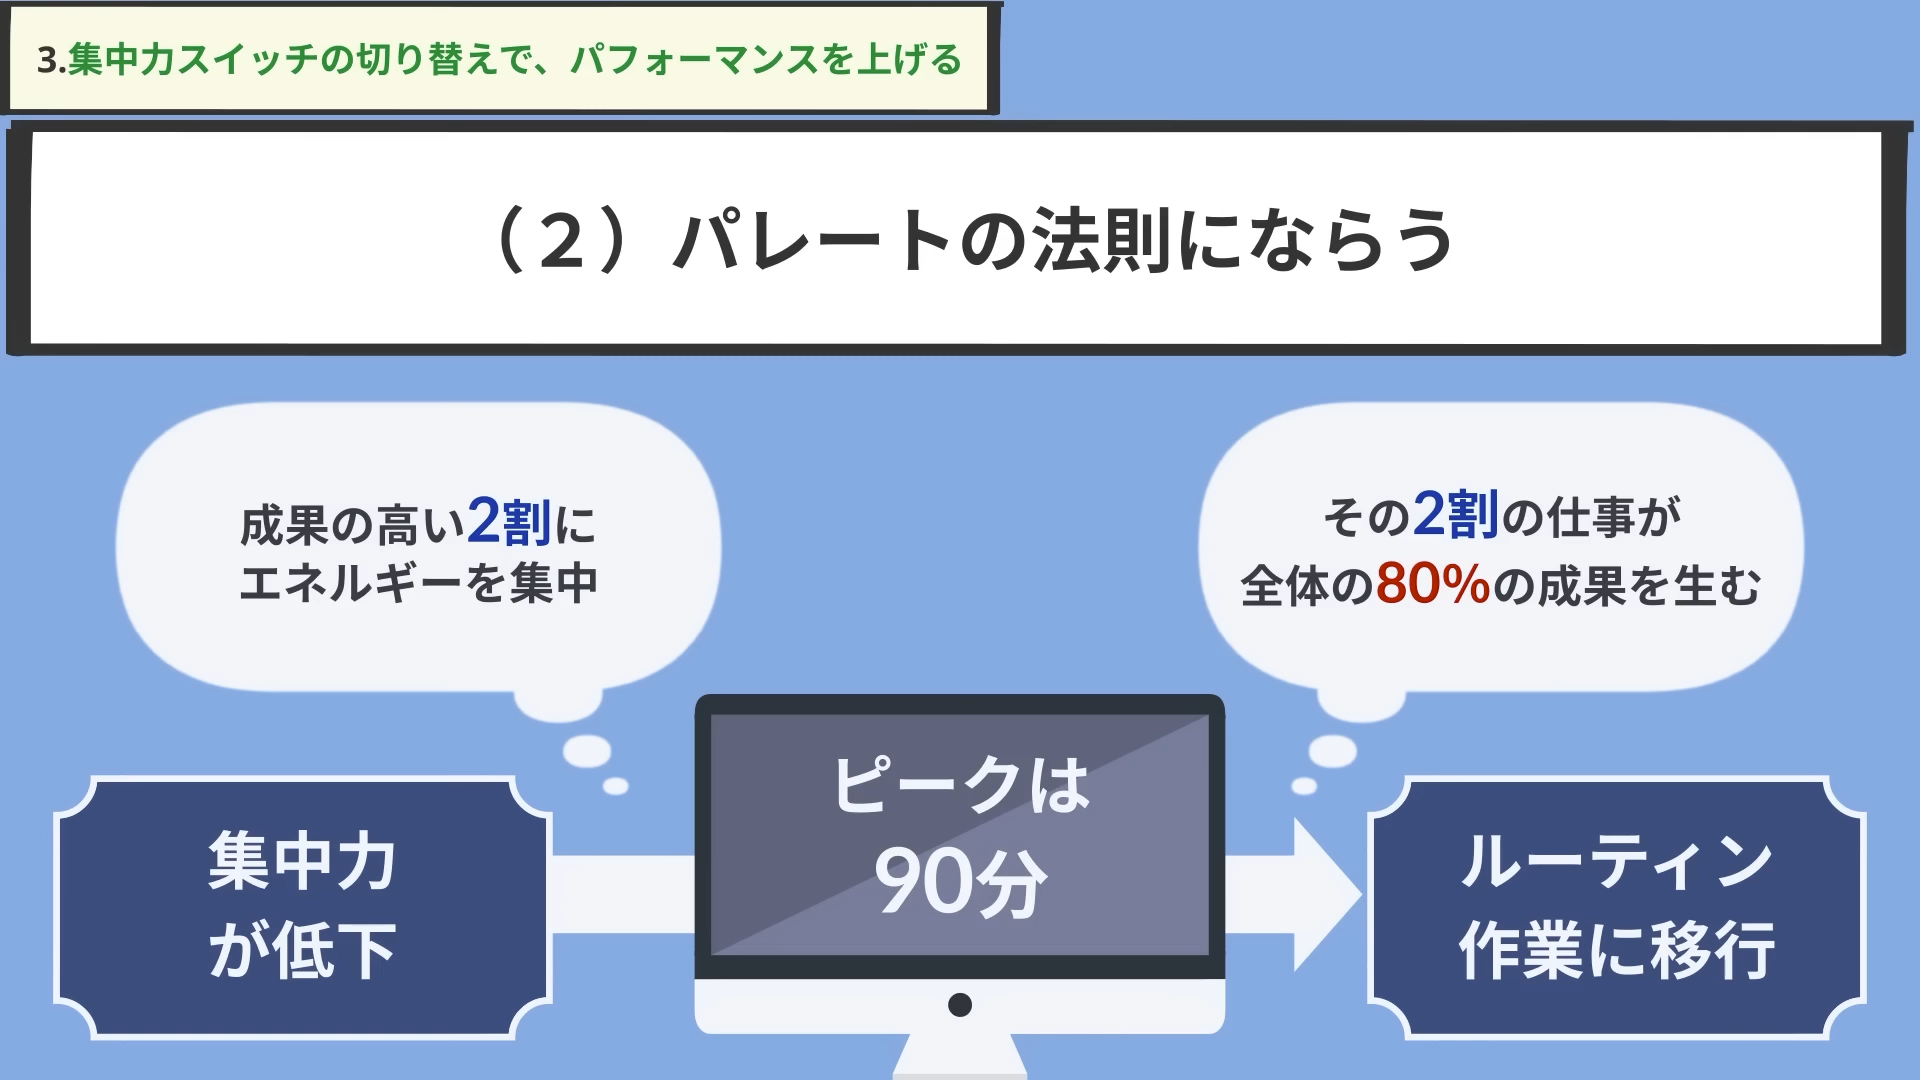 3.集中力スイッチの切り替えで、パフォーマンスを上げる
（２）パレートの法則にならう
成果の高い2割に
エネルギーを集中
その2割の仕事が
全体の80%の成果を生む
集中力
が低下
ピークは
90分
ルーティン
作業に移行